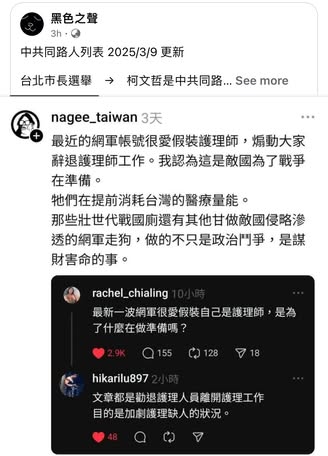 黑色之聲
3h
中共同路人列表 2025/3/9 更新
台北市長選舉 → 柯文哲是中共同路... See more
nagee_taiwan 3天
最近的網軍帳號很愛假裝護理師，煽動大家
辭退護理師工作。我認為這是敵國為了戰爭
在準備。
牠們在提前消耗台灣的醫療量能。
那些壯世代戰國廟還有其他甘做敵國侵略滲
透的網軍走狗，做的不只是政治鬥爭，是謀
財害命的事。
rachel_chialing 10小時
最新一波網軍很愛假裝自己是護理師，是為
了什麼在做準備嗎？
2.9K 155 128 18
hikarilu897 2小時
文章都是勸退護理人員離開護理工作
目的是加劇護理缺人的狀況。
48